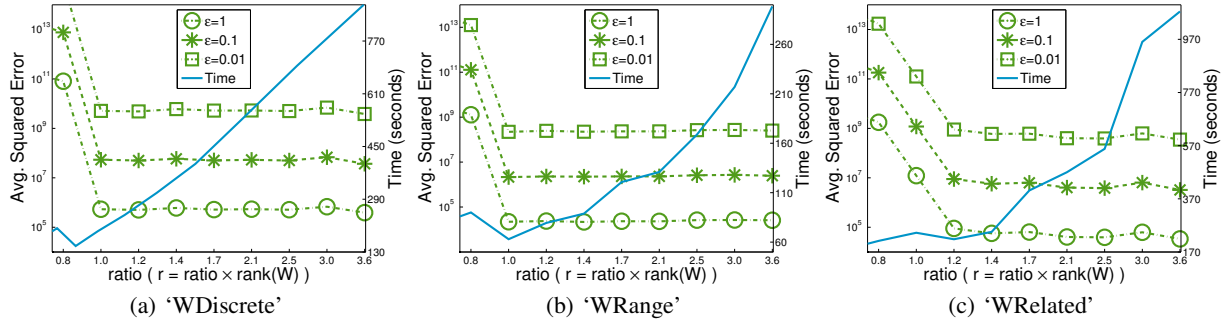 10^13
10^11
10^9
10^7
10^5
Avg. Squared Error
ε=1
ε=0.1
ε=0.01
Time
770
610
450
290
130
Time (seconds)
0.8 1.0 1.2 1.4 1.7 2.1 2.5 3.0 3.6
ratio ( r = ratio × rank(W) )
(a) ‘WDiscrete’
10^13
10^11
10^9
10^7
10^5
Avg. Squared Error
ε=1
ε=0.1
ε=0.01
Time
260
210
160
110
60
Time (seconds)
0.8 1.0 1.2 1.4 1.7 2.1 2.5 3.0 3.6
ratio ( r = ratio × rank(W) )
(b) ‘WRange’
10^13
10^11
10^9
10^7
10^5
Avg. Squared Error
ε=1
ε=0.1
ε=0.01
Time
970
770
570
370
170
Time (seconds)
0.8 1.0 1.2 1.4 1.7 2.1 2.5 3.0 3.6
ratio ( r = ratio × rank(W) )
(c) ‘WRelated’